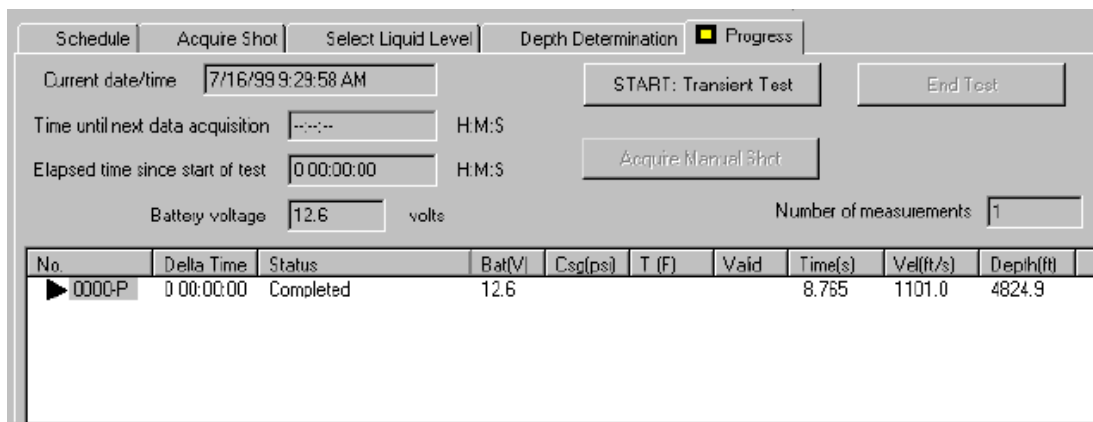 Schedule Acquire Shot Select Liquid Level Depth Determination Progress
Current date/time 7/16/99 9:29:58 AM START: Transient Test End Test
Time until next data acquisition --:--:-- H:M:S
Acquire Manual Shot
Elapsed time since start of test 0 00:00:00 H:M:S
Battery voltage 12.6 volts Number of measurements 1
No. Delta Time Status Bat(V) Csg(psi) T (F) Valid Time(s) Vel(ft/s) Depth(ft)
0000-P 0 00:00:00 Completed 12.6 8.765 1101.0 4824.9